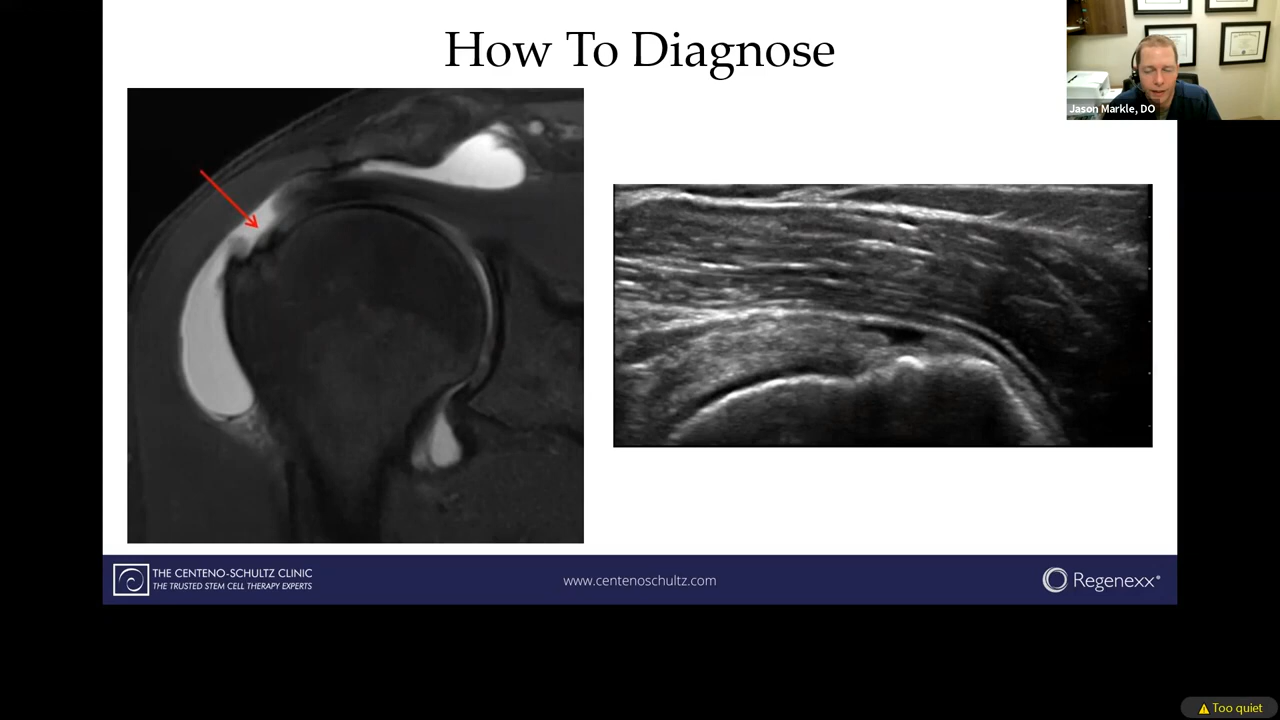 How To Diagnose
Jason Markle, DO
THE CENTENO-SCHULTZ CLINIC
THE TRUSTED STEM CELL THERAPY EXPERTS
www.centenoschultz.com
Regenexx
Too quiet